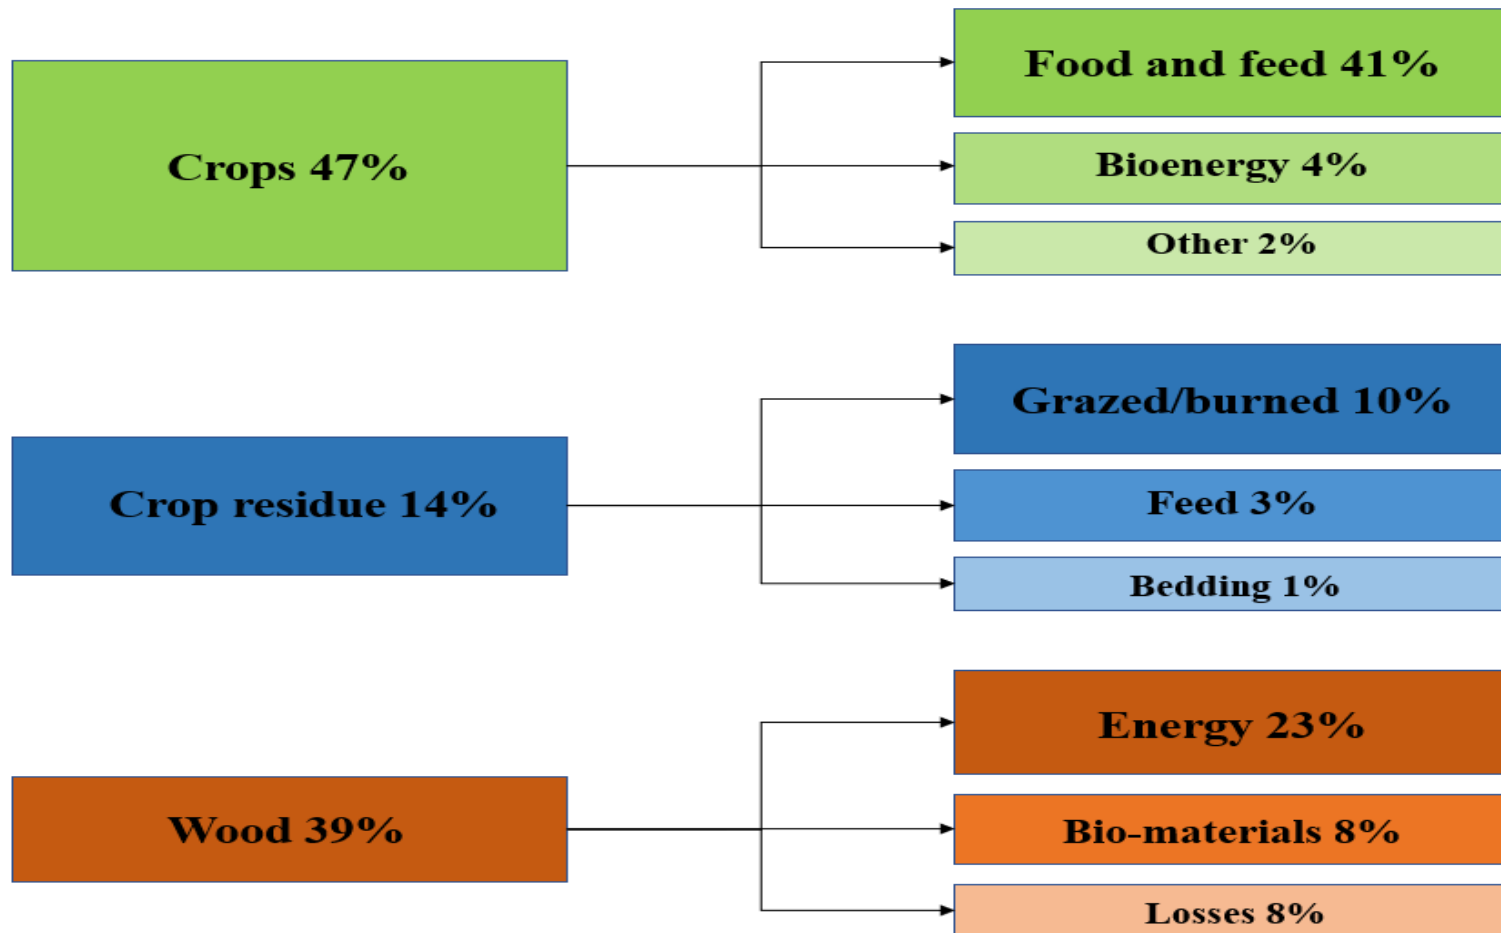 Crops 47%
Food and feed 41%
Bioenergy 4%
Other 2%
Crop residue 14%
Grazed/burned 10%
Feed 3%
Bedding 1%
Wood 39%
Energy 23%
Bio-materials 8%
Losses 8%